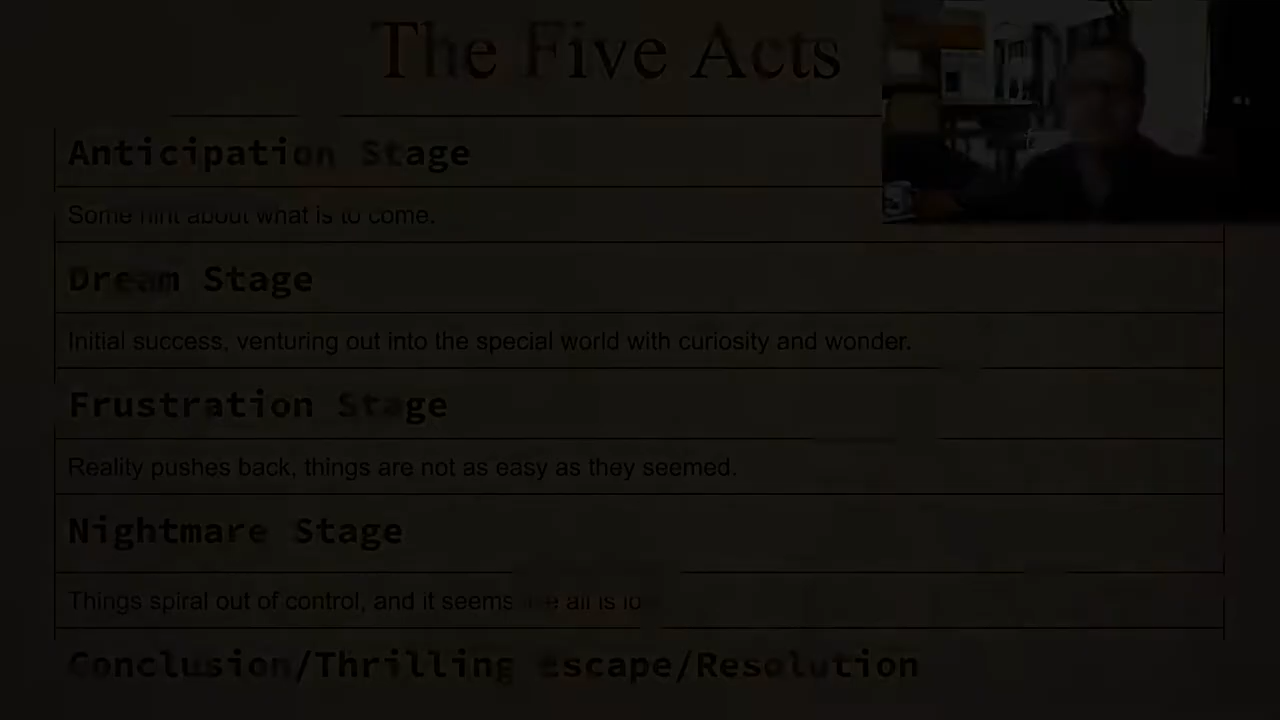 The Five Acts
Anticipation Stage
Some hint about what is to come.
Dream Stage
Initial success, venturing out into the special world with curiosity and wonder.
Frustration Stage
Reality pushes back, things are not as easy as they seemed.
Nightmare Stage
Things spiral out of control, and it seems all is
Conclusion/Thrilling Escape/Resolution